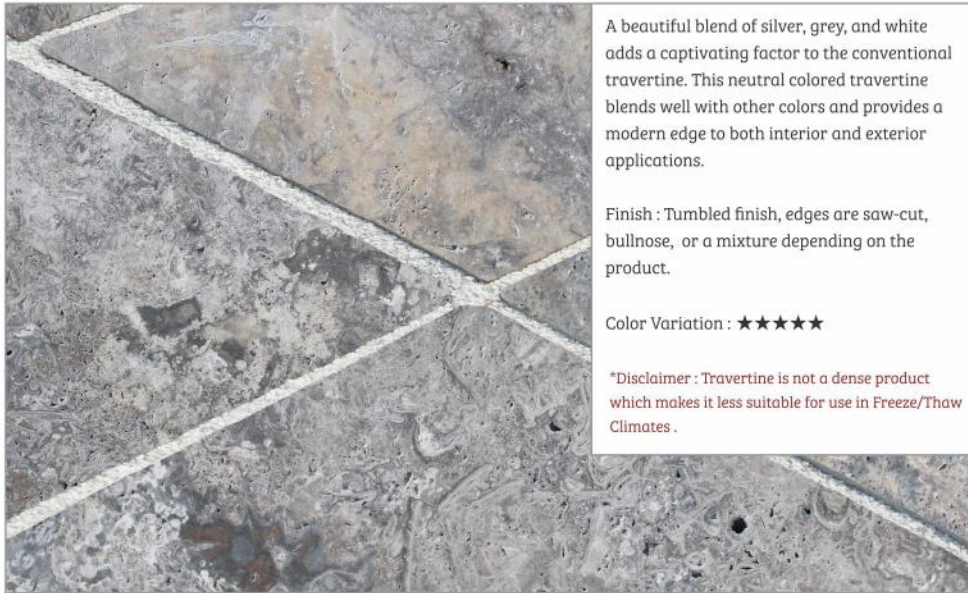 A beautiful blend of silver, grey, and white
adds a captivating factor to the conventional
travertine. This neutral colored travertine
blends well with other colors and provides a
modern edge to both interior and exterior
applications.
Finish : Tumbled finish, edges are saw-cut,
bullnose, or a mixture depending on the
product.
Color Variation : ★★★★★
*Disclaimer : Travertine is not a dense product
which makes it less suitable for use in Freeze/Thaw
Climates .